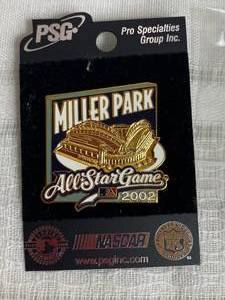 PSG
Pro Specialties
Group Inc.
MILLER PARK
All-Star Game
2002
NASCAR
www.psginc.com